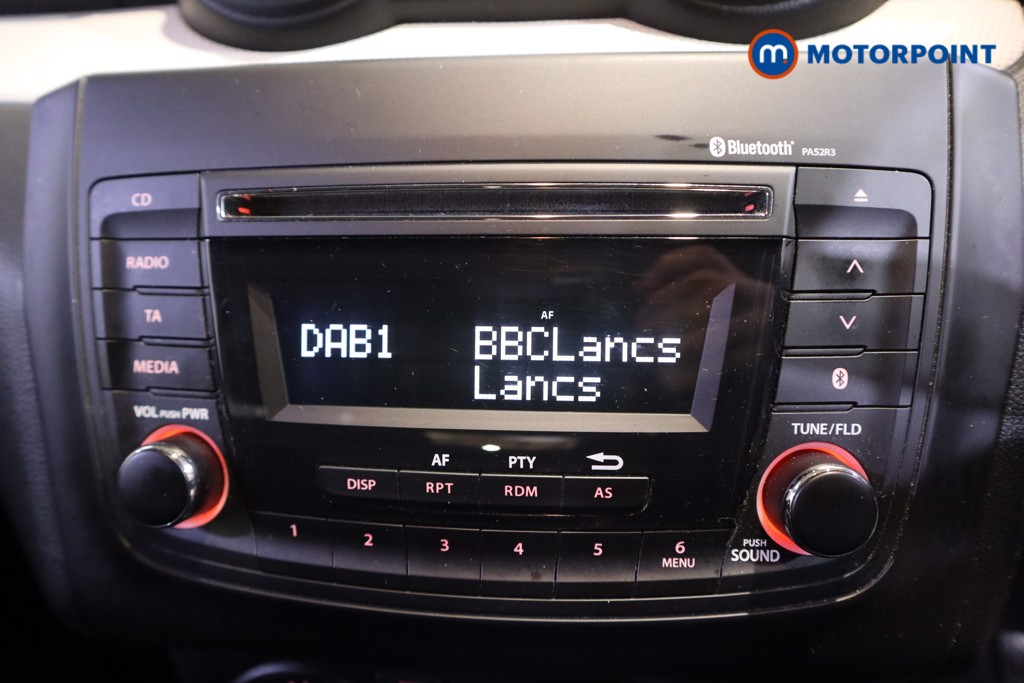 m MOTORPOINT
Bluetooth® PA52R3
CD
RADIO
TA
MEDIA
VOL PUSH PWR
AF
DAB1 BBCLancs
Lancs
TUNE/FLD
AF PTY
DISP RPT RDM AS
1 2 3 4 5 6
MENU
PUSH
SOUND